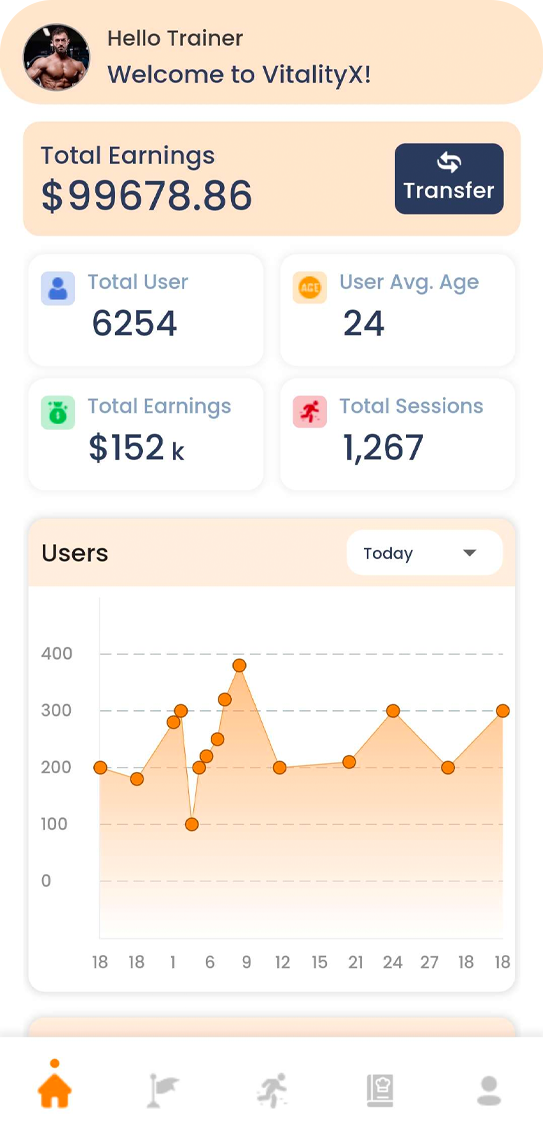 Hello Trainer
Welcome to VitalityX!
Total Earnings
$99678.86
Transfer
Total User
6254
AGE
User Avg. Age
24
Total Earnings
$152 k
Total Sessions
1,267
Users
Today
400
300
200
100
0
18 18 1 6 9 12 15 21 24 27 18 18